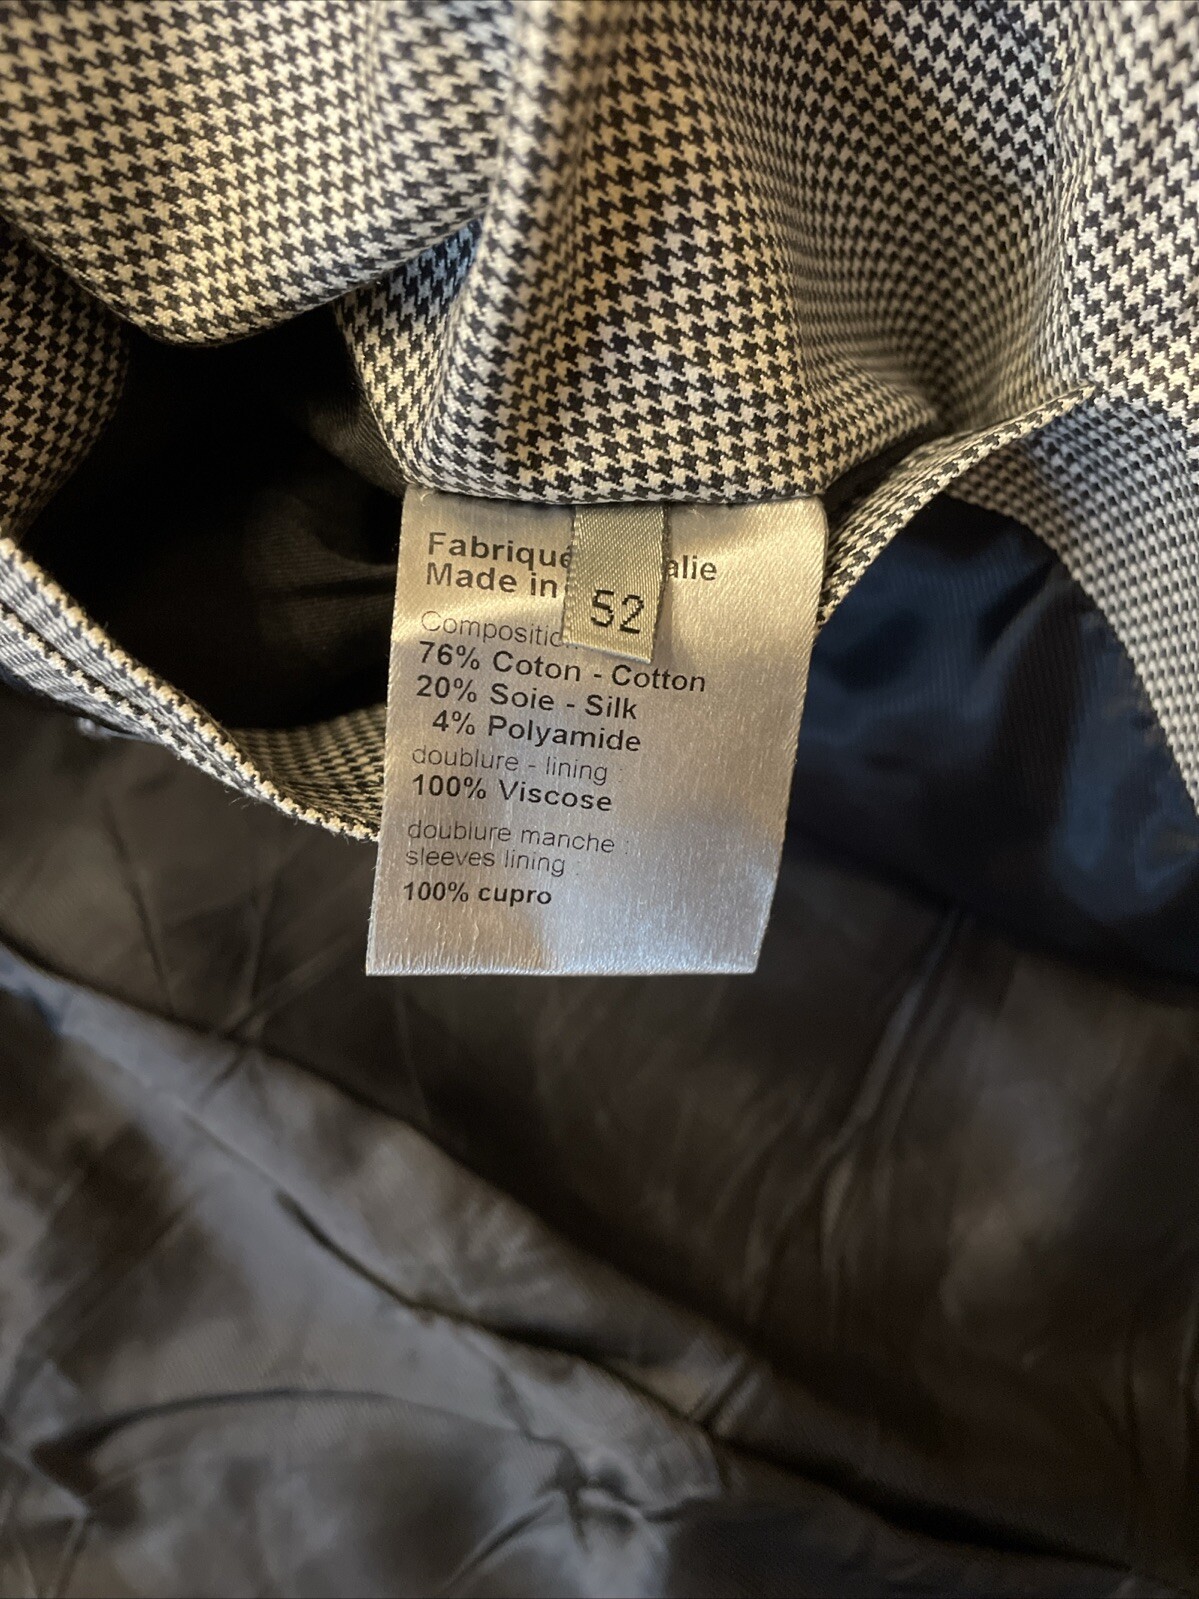 Fabriqué alie
Made in
52
Compositio
76% Coton - Cotton
20% Soie - Silk
4% Polyamide
doublure - lining :
100% Viscose
doublure manche :
sleeves lining :
100% cupro